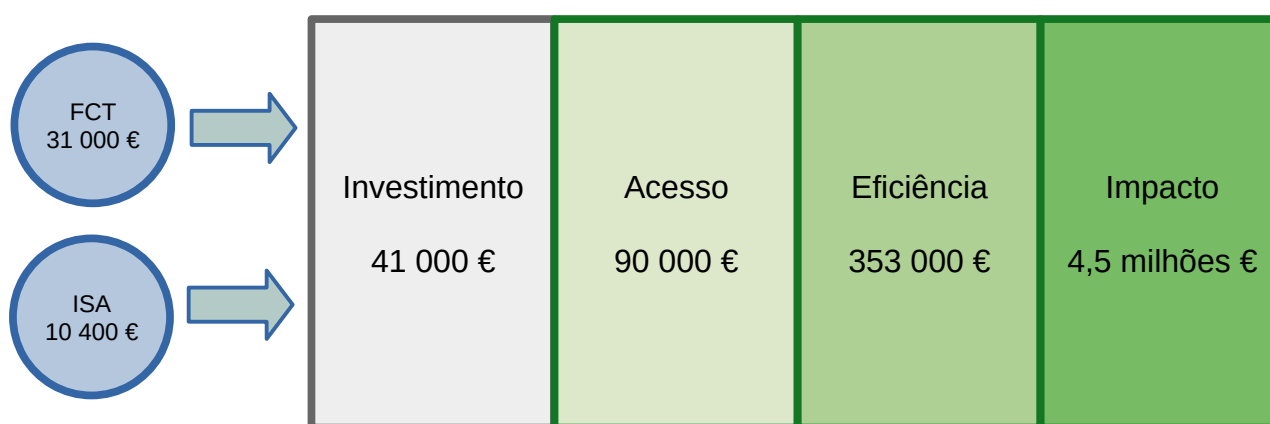 FCT
31 000 €
ISA
10 400 €
Investimento
41 000 €
Acesso
90 000 €
Eficiência
353 000 €
Impacto
4,5 milhões €